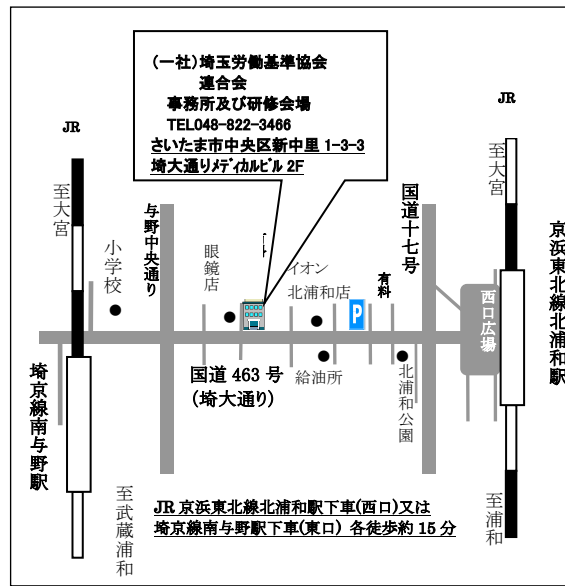 (一社)埼玉労働基準協会
連合会
事務所及び研修会場
TEL048-822-3466
さいたま市中央区新中里 1-3-3
埼大通りメディカルビル 2F
JR
JR
至大宮
小学校
与野中央通り
眼鏡店
イオン
北浦和店
有料
P
国道十七号
至大宮
京浜東北線北浦和駅
西口広場
国道 463 号
(埼大通り)
給油所
北浦和公園
埼京線南与野駅
至武蔵浦和
至浦和
JR 京浜東北線北浦和駅下車(西口)又は
埼京線南与野駅下車(東口) 各徒歩約 15 分